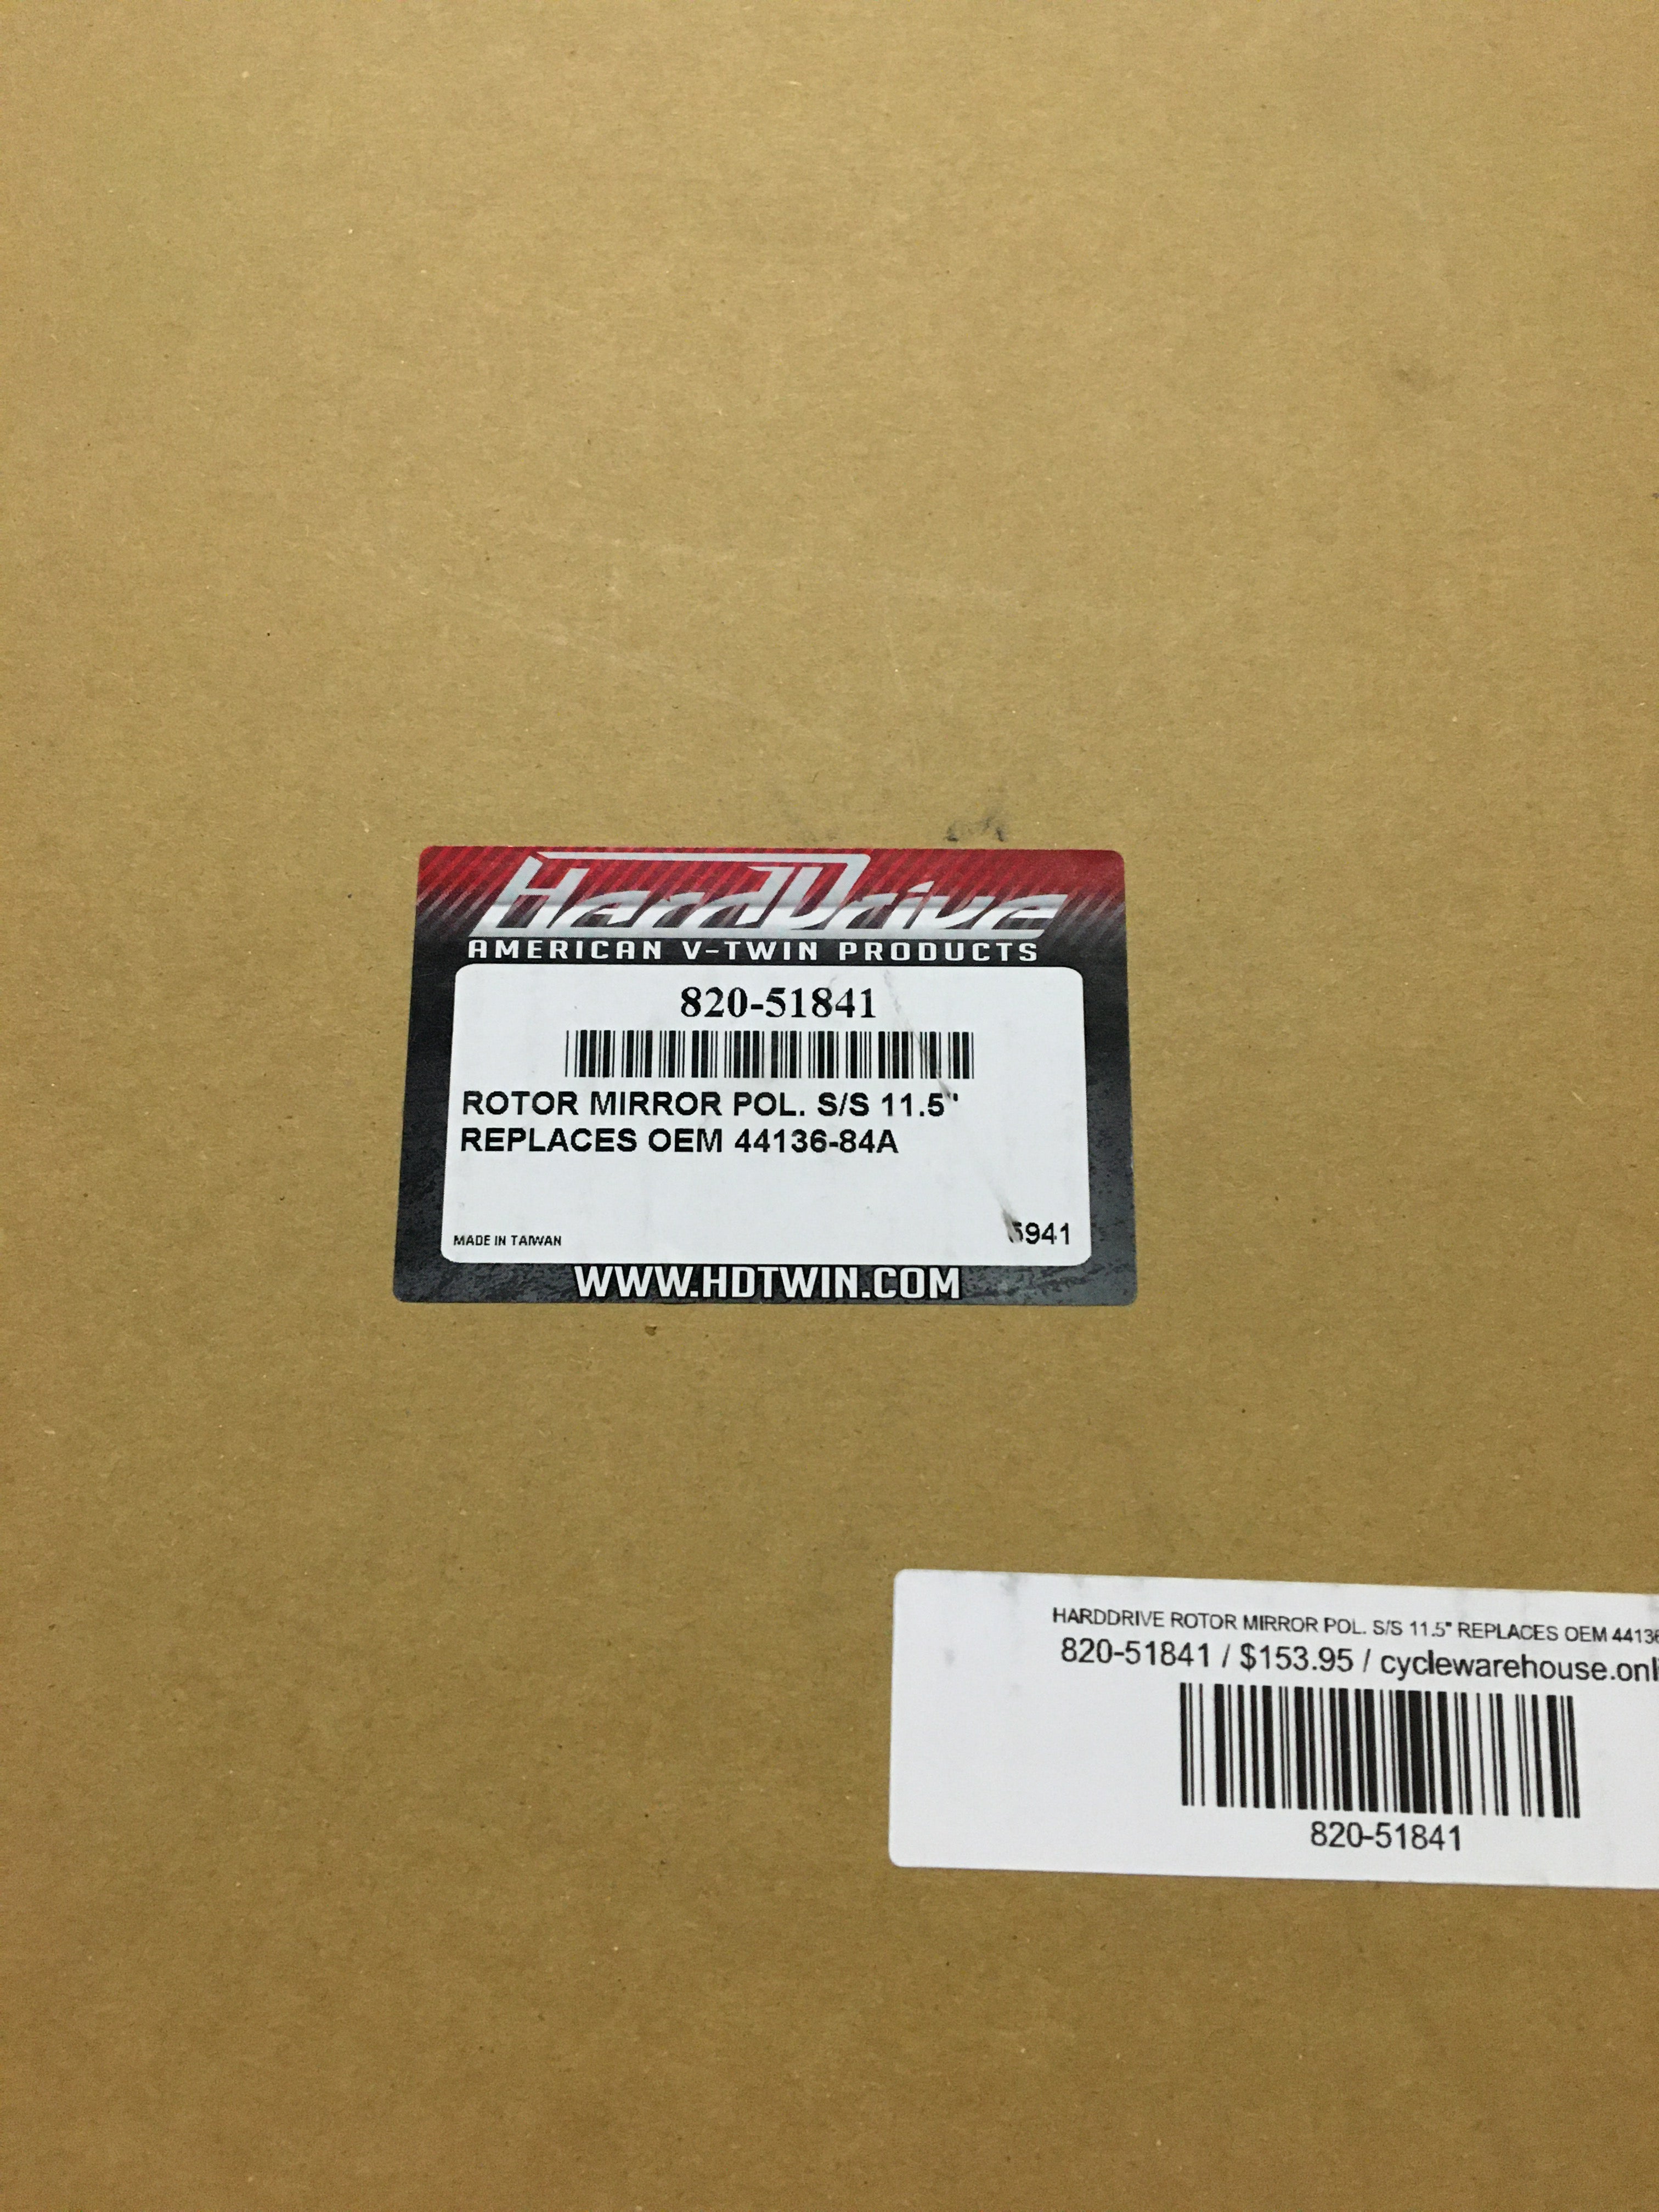 HardDrive
AMERICAN V-TWIN PRODUCTS
820-51841
ROTOR MIRROR POL. S/S 11.5"
REPLACES OEM 44136-84A
MADE IN TAIWAN
5941
WWW.HDTWIN.COM
HARDDRIVE ROTOR MIRROR POL. S/S 11.5" REPLACES OEM
820-51841 / $153.95 /
820-51841